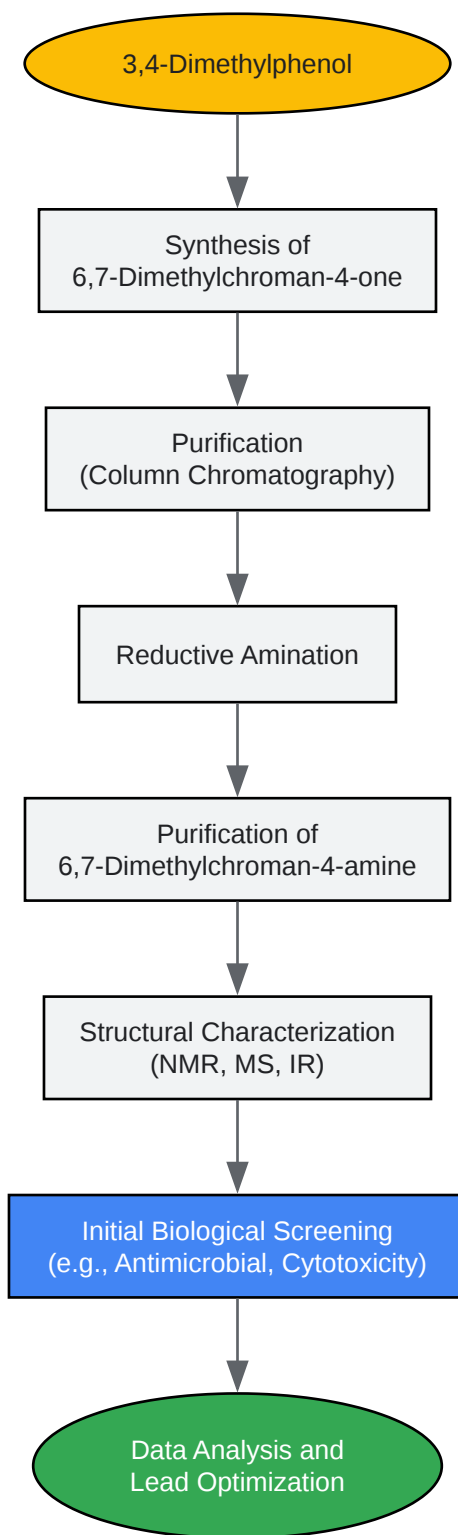 3,4-Dimethylphenol
Synthesis of
6,7-Dimethylchroman-4-one
Purification
(Column Chromatography)
Reductive Amination
Purification of
6,7-Dimethylchroman-4-amine
Structural Characterization
(NMR, MS, IR)
Initial Biological Screening
(e.g., Antimicrobial, Cytotoxicity)
Data Analysis and
Lead Optimization